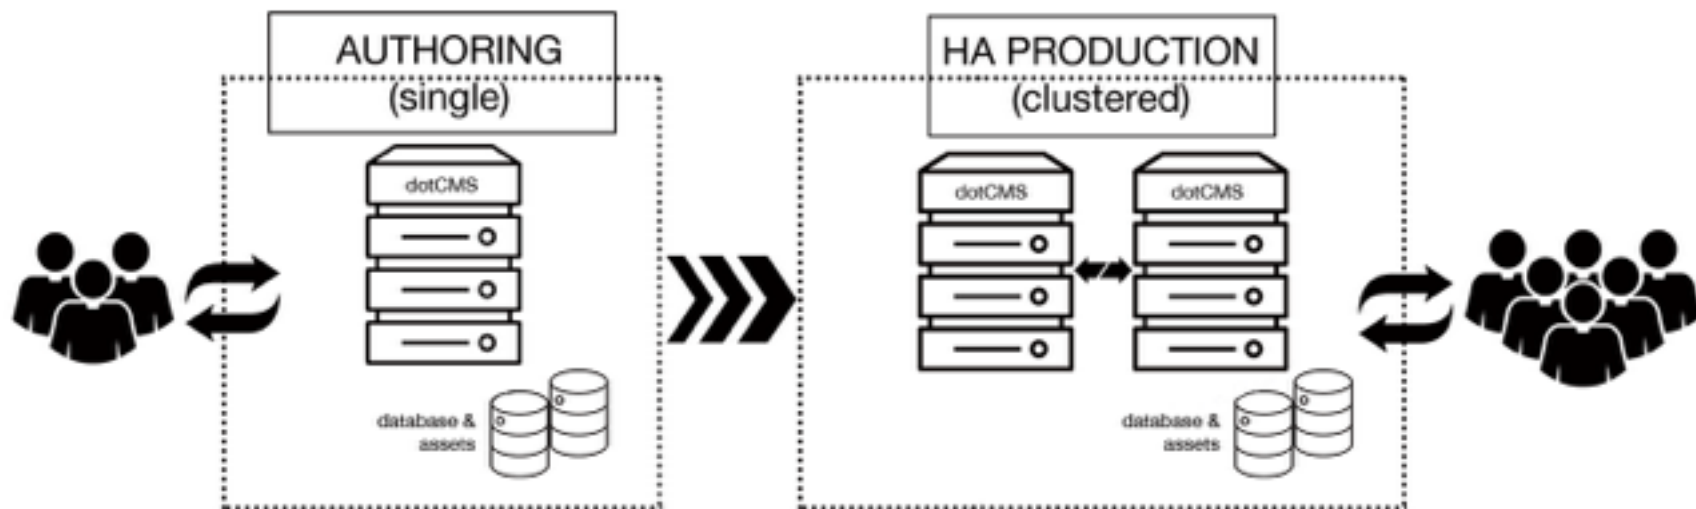 AUTHORING
(single)
HA PRODUCTION
(clustered)
dotCMS
dotCMS
dotCMS
database &
assets
database &
assets